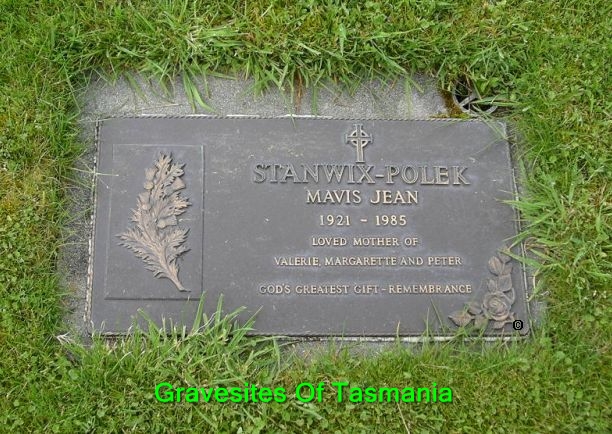 STANWIX-POLEK
MAVIS JEAN
1921 - 1985
LOVED MOTHER OF
VALERIE, MARGARETTE AND PETER
GOD'S GREATEST GIFT - REMEMBRANCE
©
Gravesites Of Tasmania